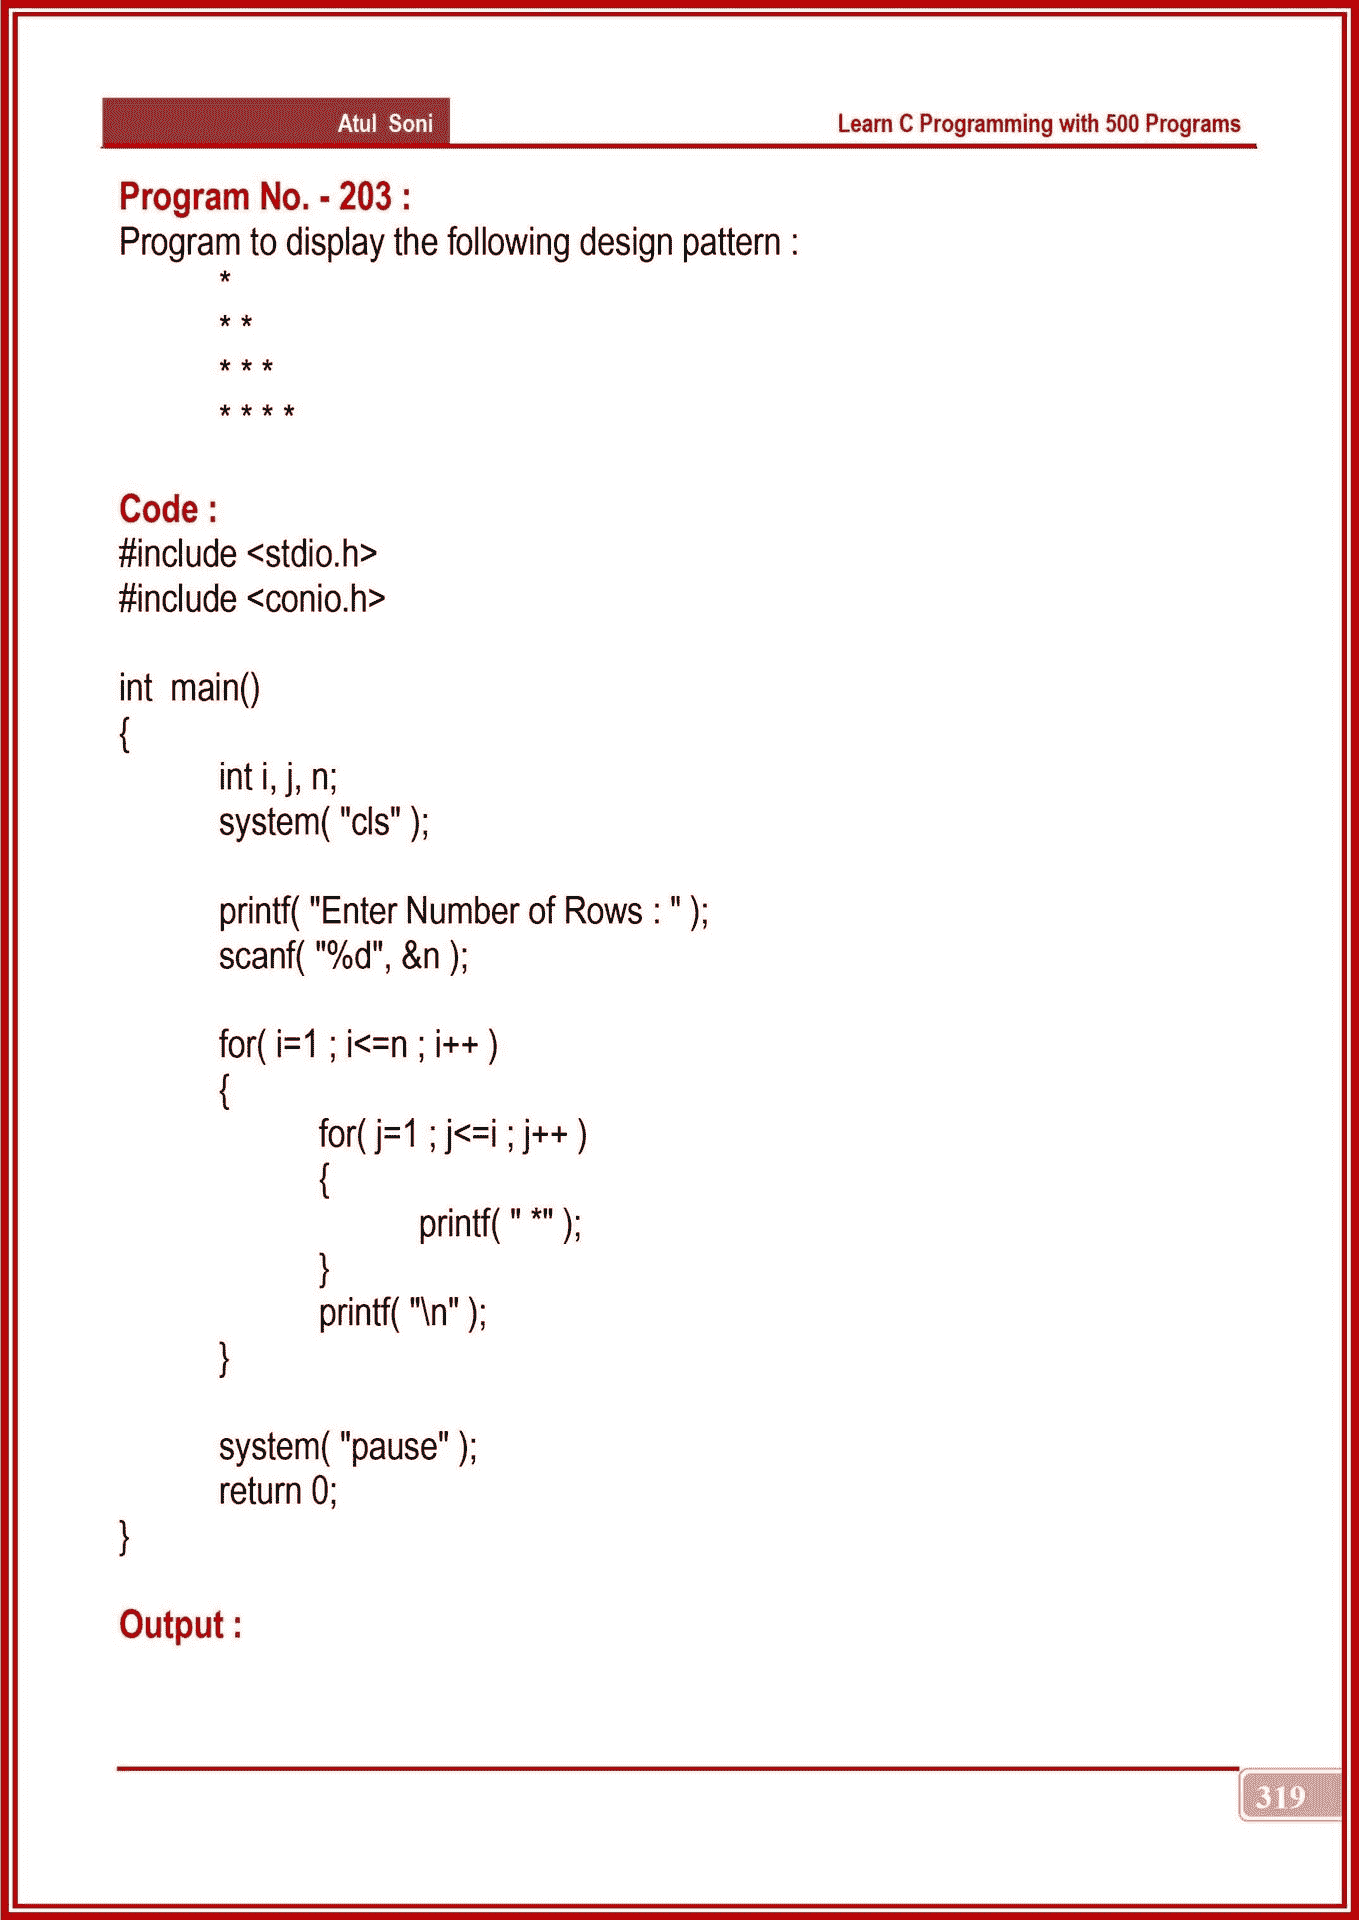 Atul  Soni
Learn C Programming with 500 Programs
Program No. - 203 :
Program to display the following design pattern :
*
* *
* * *
* * * *
Code :
#include <stdio.h>
#include <conio.h>
int  main()
{
int i, j, n;
system( "cls" );
printf( "Enter Number of Rows : " );
scanf( "%d", &n );
for( i=1 ; i<=n ; i++ )
{
for( j=1 ; j<=i ; j++ )
{
printf( " *" );
}
printf( "\n" );
}
system( "pause" );
return 0;
}
Output :
319